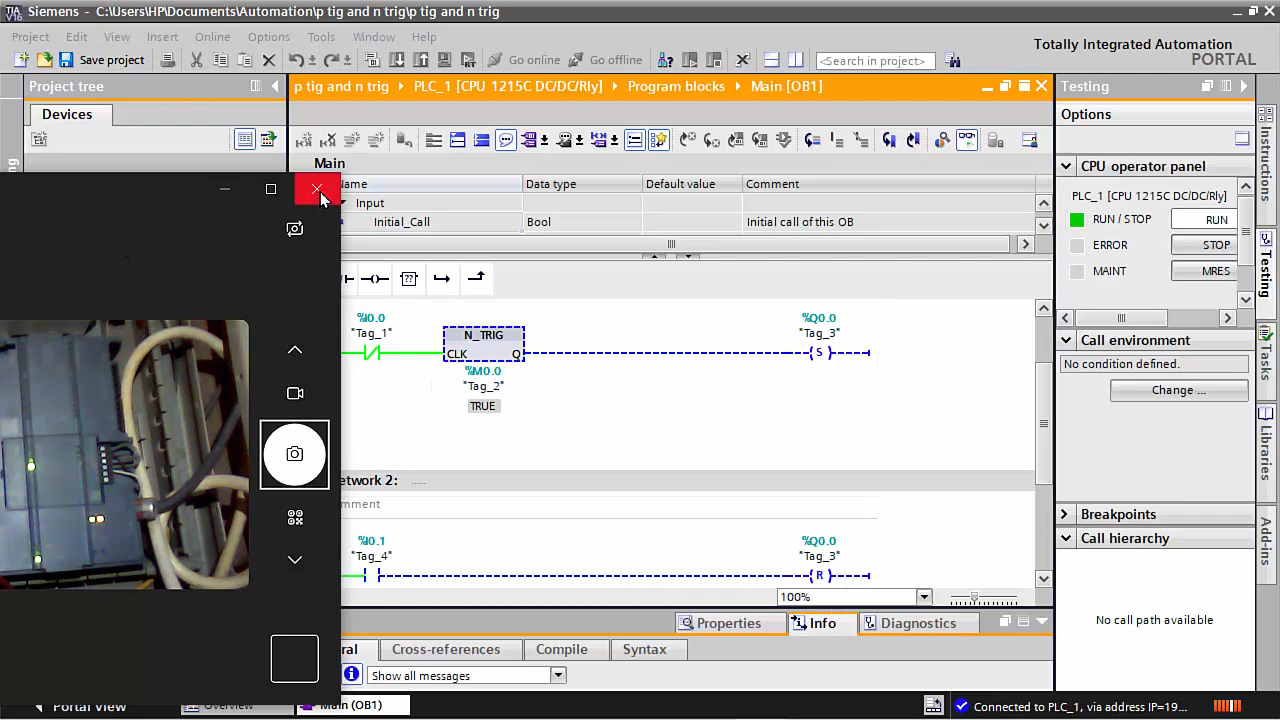 Siemens - C:\Users\HP\Documents\Automation\p tig and n trig\p tig and n trig
TIA
V16
Project Edit View Insert Online Options Tools Window Help
Totally Integrated Automation
PORTAL
Save project
Go online
Go offline
<Search in project>
Project tree
p tig and n trig
PLC_1 [CPU 1215C DC/DC/Rly]
Program blocks
Main [OB1]
Testing
Devices
Options
Main
CPU operator panel
Name
Data type
Default value
Comment
Input
Initial_Call
Bool
Initial call of this OB
PLC_1 [CPU 1215C DC/DC/Rly]
RUN / STOP
RUN
ERROR
STOP
MAINT
MRES
??
%I0.0
"Tag_1"
N_TRIG
CLK
Q
%M0.0
"Tag_2"
TRUE
%Q0.0
"Tag_3"
S
Call environment
No condition defined.
Change ...
etwork 2:
.....
mment
%I0.1
"Tag_4"
%Q0.0
"Tag_3"
R
Breakpoints
Call hierarchy
No call path available
100%
Properties
Info
Diagnostics
ral
Cross-references
Compile
Syntax
Show all messages
Portal view
Overview
Main (OB1)
Connected to PLC_1, via address IP=19...
Instructions
Testing
Tasks
Libraries
Add-ins